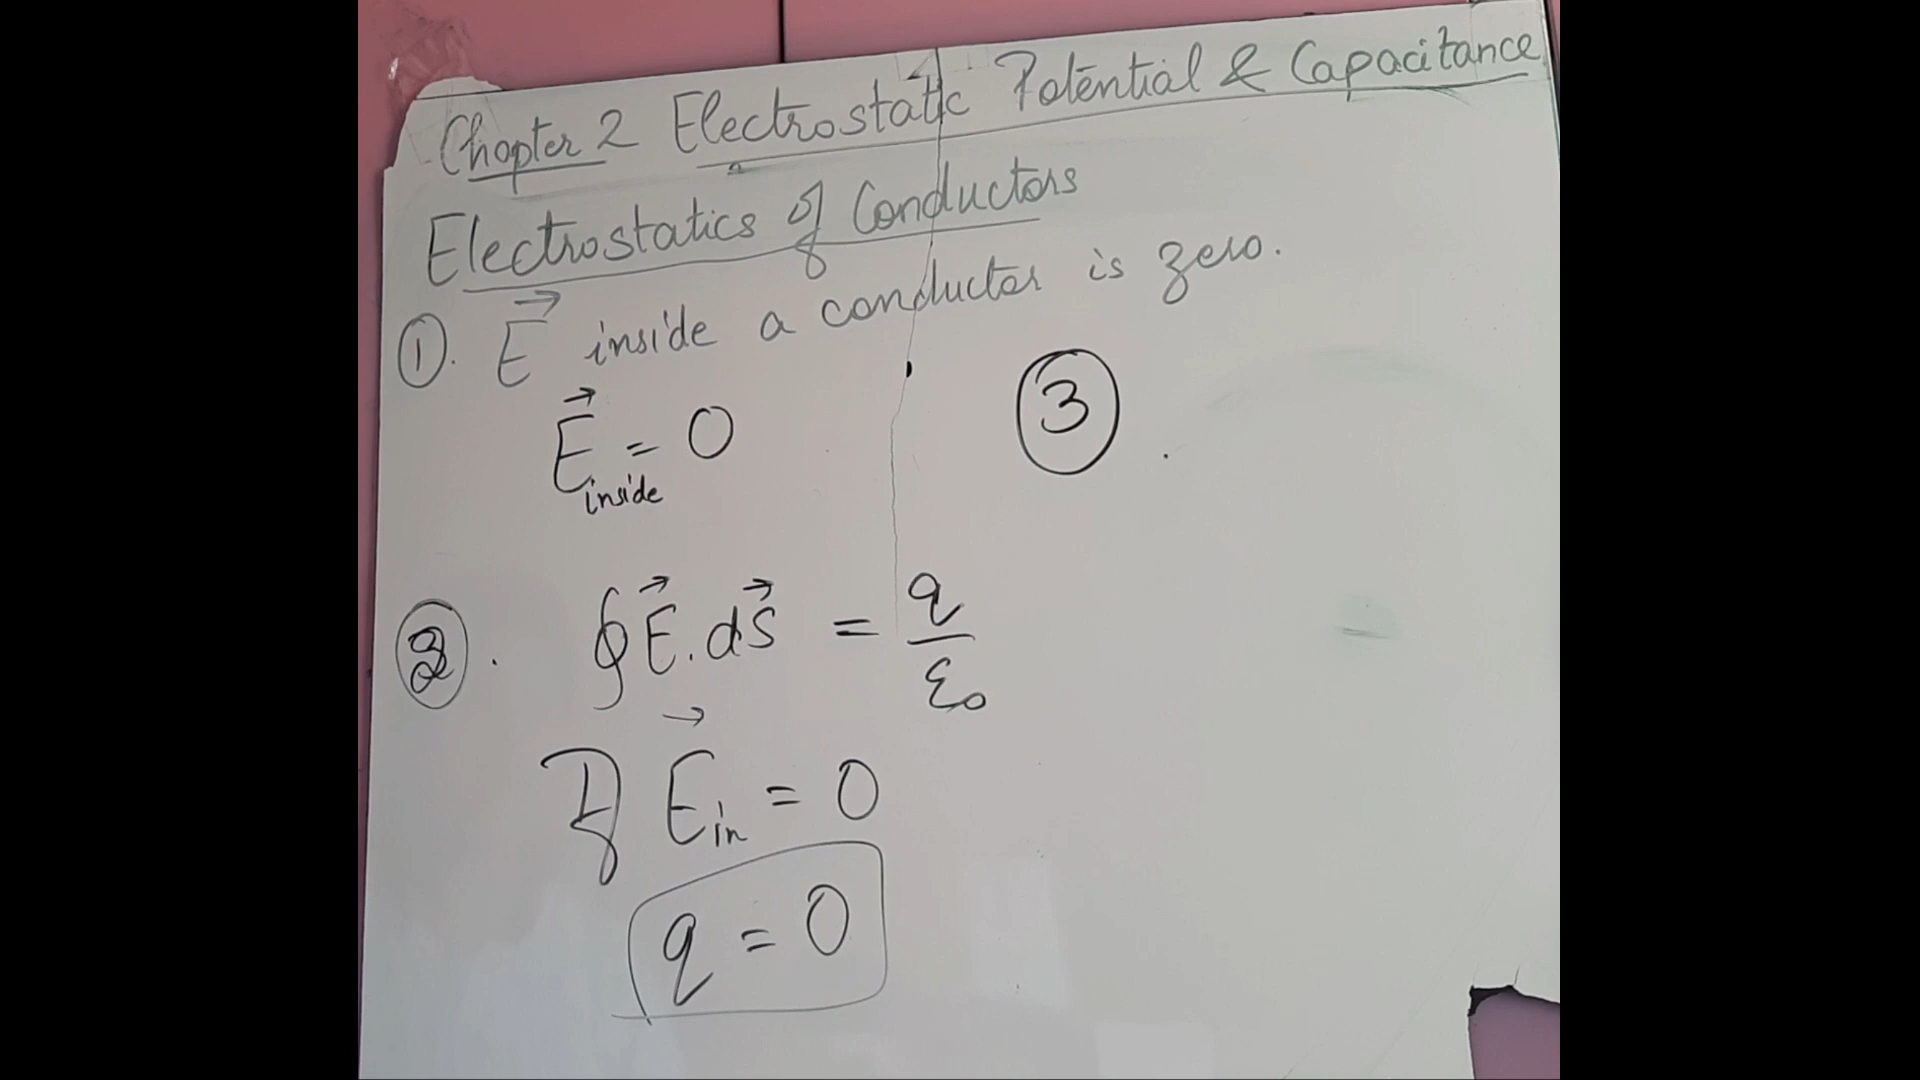 Chapter 2 Electrostatic Potential & Capacitance
Electrostatics of Conductors
①. E⃗ inside a conductor is zero.
E⃗inside = 0
③
②. ∮E⃗.dS⃗ = q/ε₀
If E⃗in = 0
q = 0